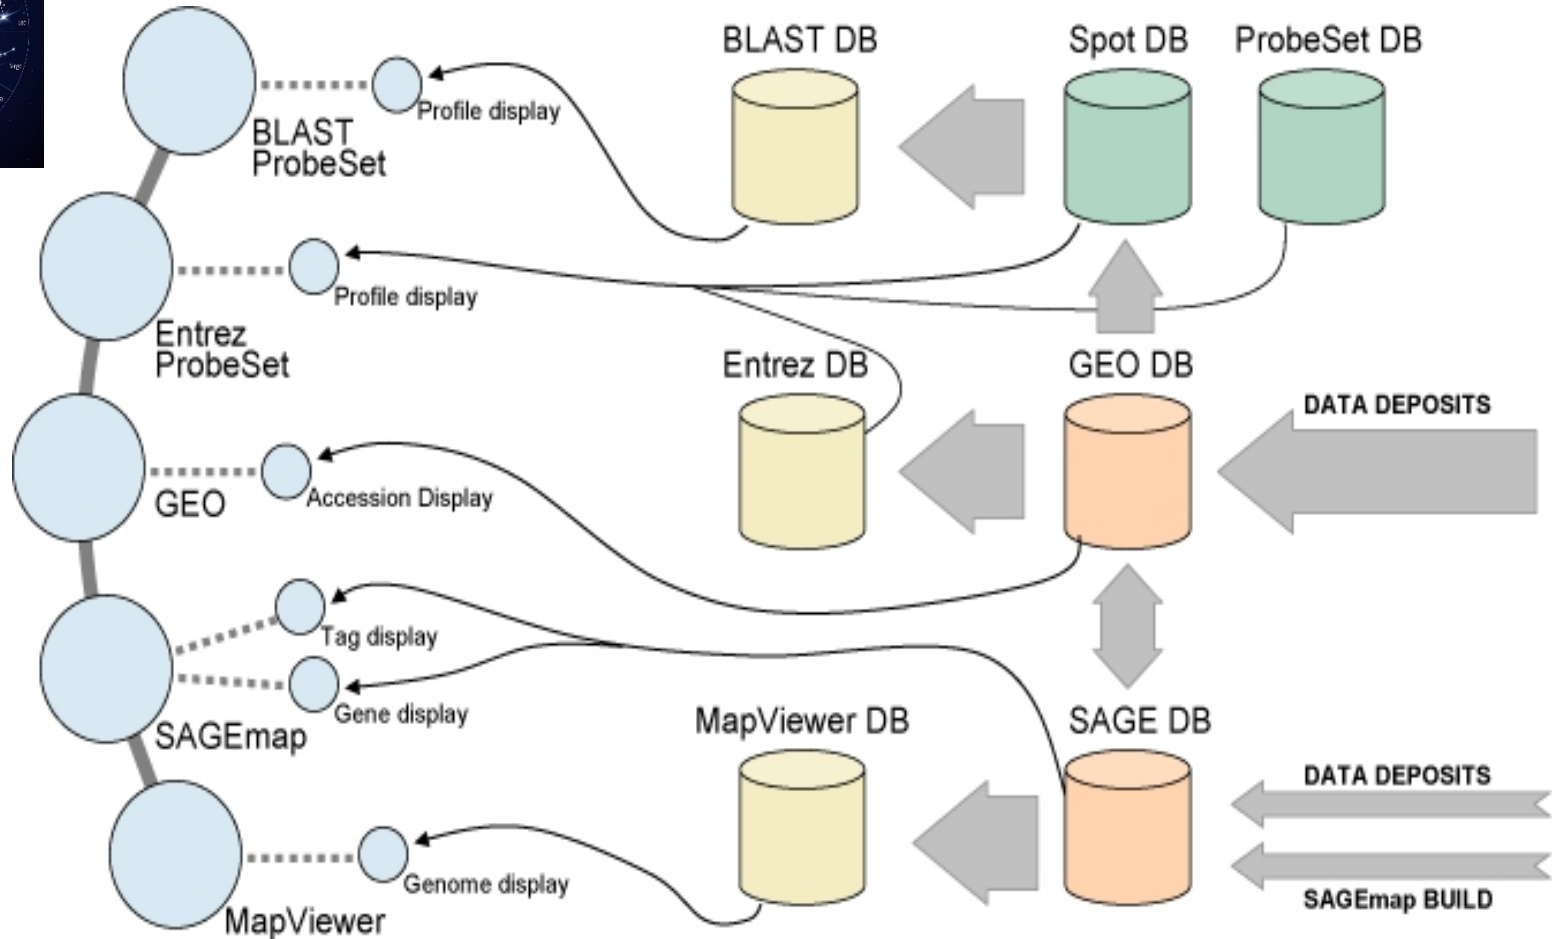 BLAST DB
Spot DB
ProbeSet DB
Profile display
BLAST
ProbeSet
Profile display
Entrez
ProbeSet
Entrez DB
GEO DB
DATA DEPOSITS
GEO
Accession Display
Tag display
Gene display
SAGEmap
MapViewer DB
SAGE DB
DATA DEPOSITS
SAGEmap BUILD
Genome display
MapViewer